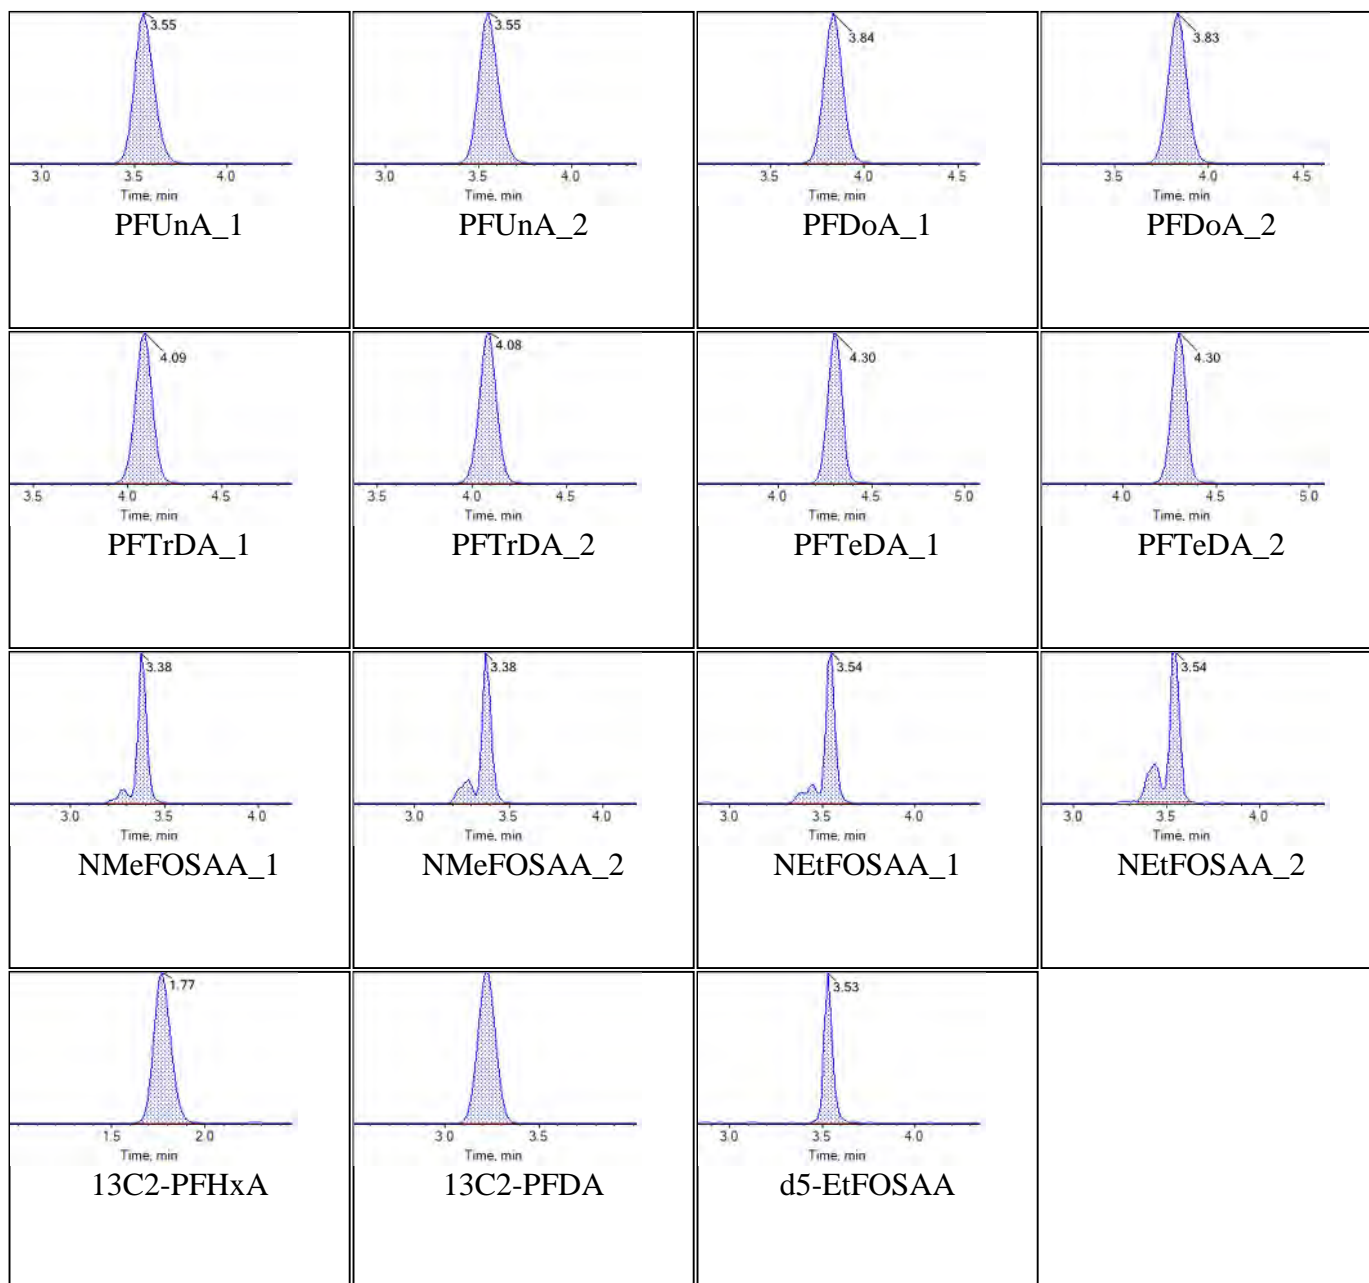 3.55
3.0 3.5 4.0
Time, min
PFUnA_1
3.55
3.0 3.5 4.0
Time, min
PFUnA_2
3.84
3.5 4.0 4.5
Time, min
PFDoA_1
3.83
3.5 4.0 4.5
Time, min
PFDoA_2
4.09
3.5 4.0 4.5
Time, min
PFTrDA_1
4.08
3.5 4.0 4.5
Time, min
PFTrDA_2
4.30
4.0 4.5 5.0
Time, min
PFTeDA_1
4.30
4.0 4.5 5.0
Time, min
PFTeDA_2
3.38
3.0 3.5 4.0
Time, min
NMeFOSAA_1
3.38
3.0 3.5 4.0
Time, min
NMeFOSAA_2
3.54
3.0 3.5 4.0
Time, min
NEtFOSAA_1
3.54
3.0 3.5 4.0
Time, min
NEtFOSAA_2
1.77
1.5 2.0
Time, min
13C2-PFHxA
3.0 3.5
Time, min
13C2-PFDA
3.53
3.0 3.5 4.0
Time, min
d5-EtFOSAA